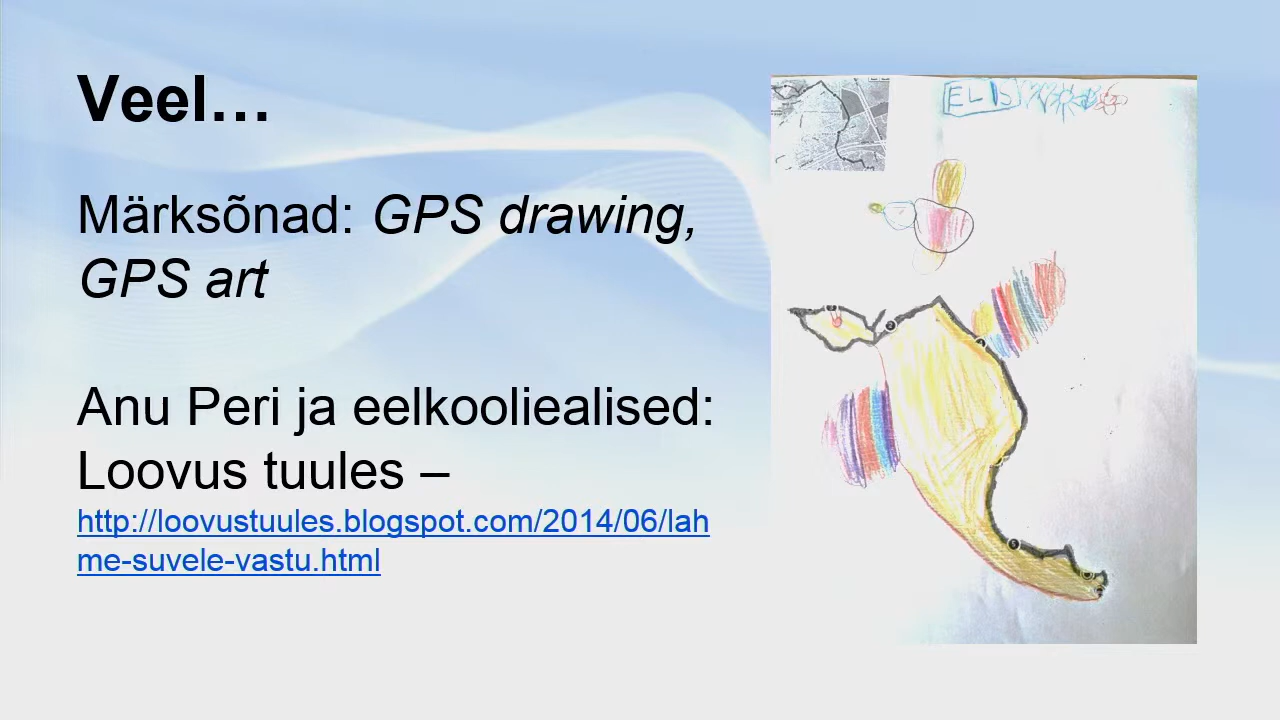 Veel…
Märksõnad: GPS drawing,
GPS art
Anu Peri ja eelkooliealised:
Loovus tuules –
http://loovustuules.blogspot.com/2014/06/lah
me-suvele-vastu.html
ELIS